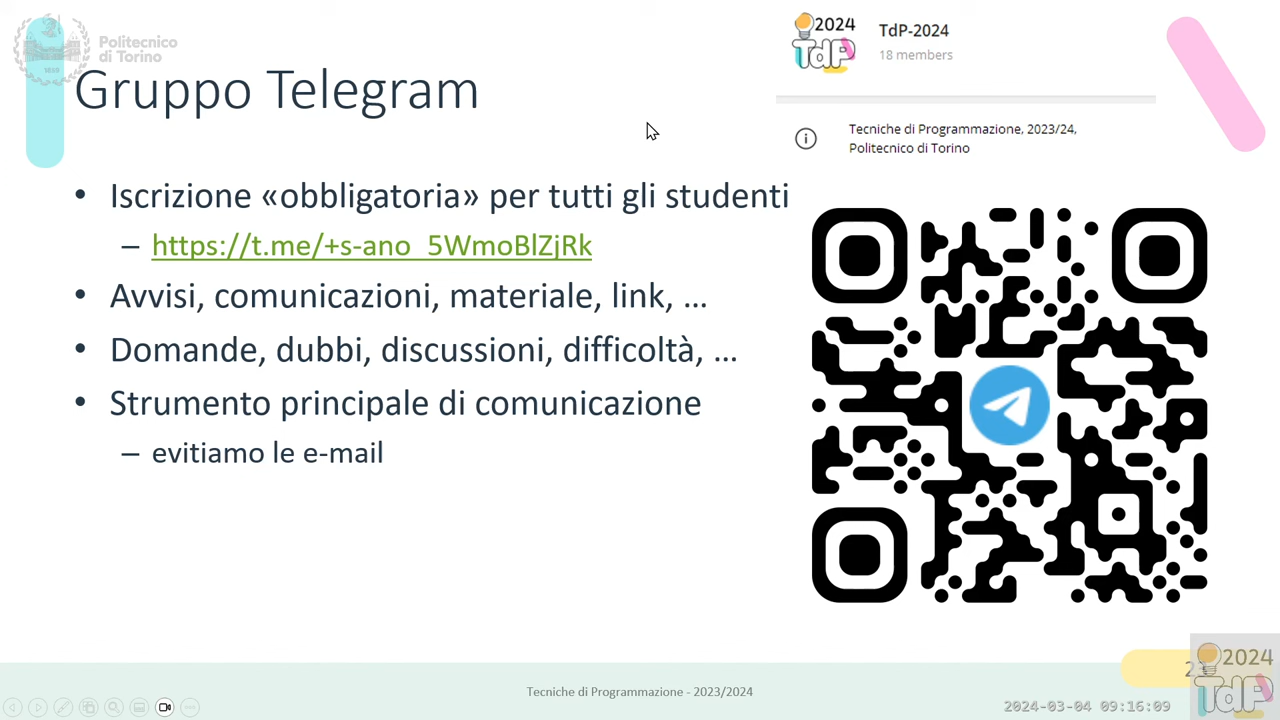 Politecnico
di Torino
Gruppo Telegram
2024
TdP
TdP-2024
18 members
Tecniche di Programmazione, 2023/24,
Politecnico di Torino
• Iscrizione «obbligatoria» per tutti gli studenti
– https://t.me/+s-ano_5WmoBlZjRk
• Avvisi, comunicazioni, materiale, link, …
• Domande, dubbi, discussioni, difficoltà, …
• Strumento principale di comunicazione
– evitiamo le e-mail
Tecniche di Programmazione - 2023/2024
2024-03-04 09:16:09
2024
TdP